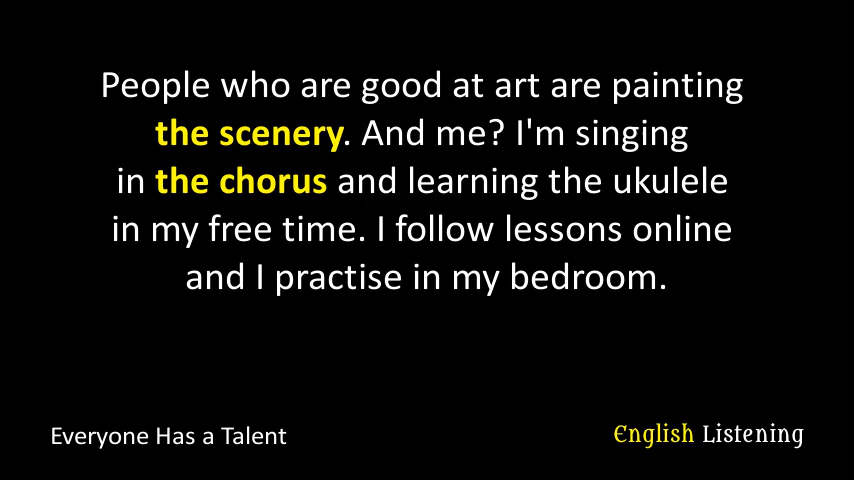 People who are good at art are painting
the scenery. And me? I'm singing
in the chorus and learning the ukulele
in my free time. I follow lessons online
and I practise in my bedroom.
Everyone Has a Talent
English Listening